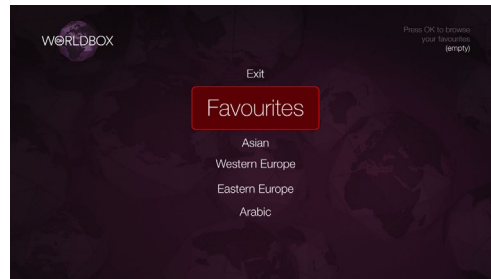 WORLDBOX
Press OK to browse
your favourites
(empty)
Exit
Favourites
Asian
Western Europe
Eastern Europe
Arabic